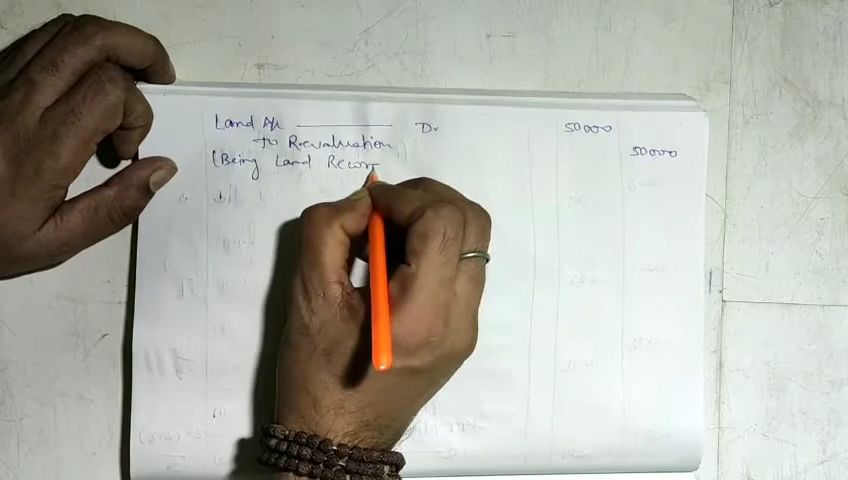 Land A/c ———— Dr 50000
To Revaluation 50000
(Being Land Recor